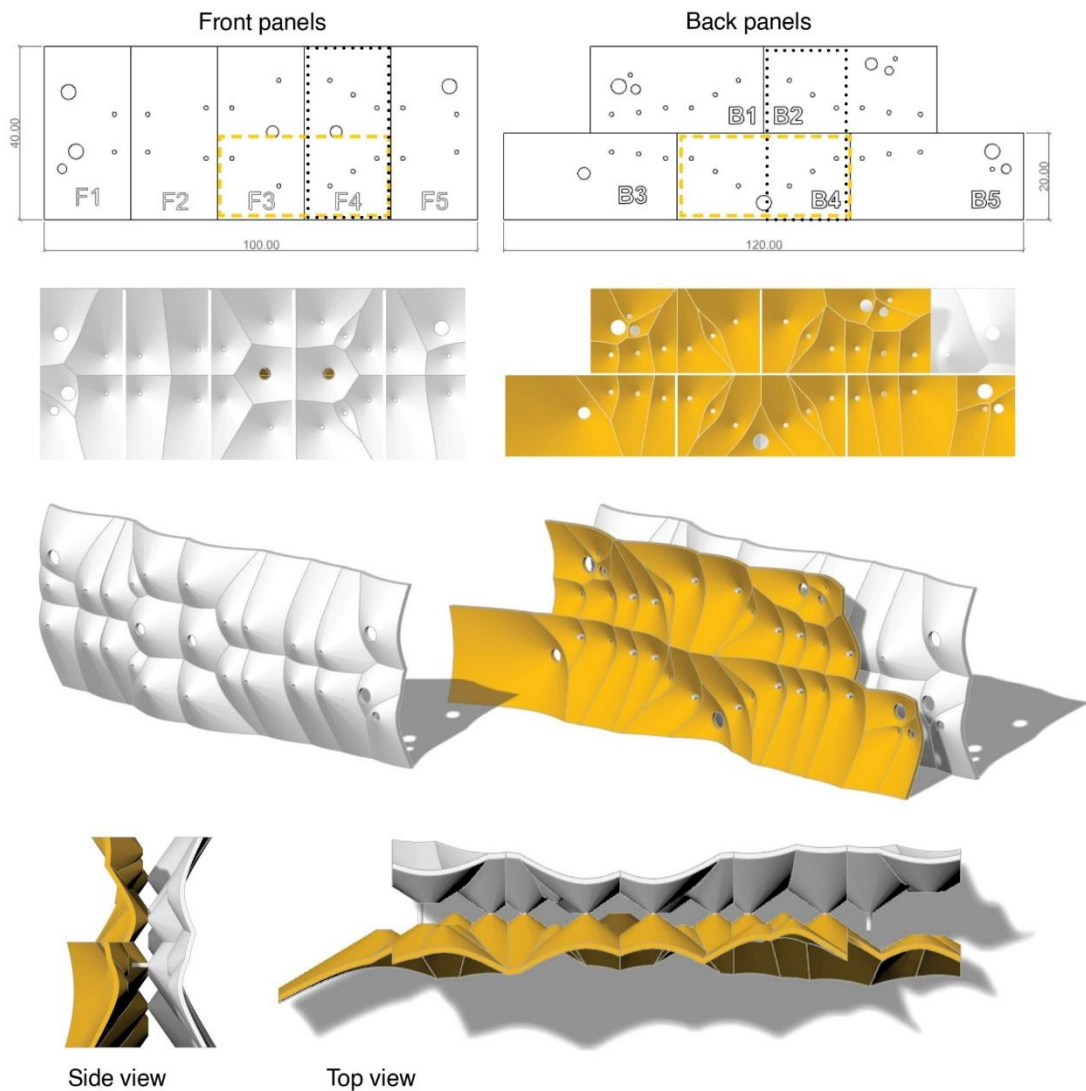 Front panels
Back panels
40.00
F1
F2
F3
F4
F5
100.00
B1
B2
B3
B4
B5
20.00
120.00
Side view
Top view